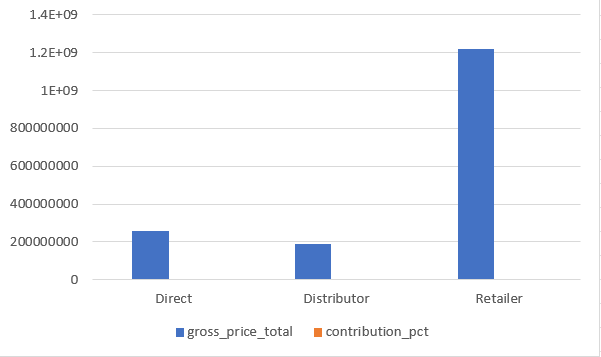 1.4E+09
1.2E+09
1E+09
800000000
600000000
400000000
200000000
0
Direct Distributor Retailer
gross_price_total contribution_pct